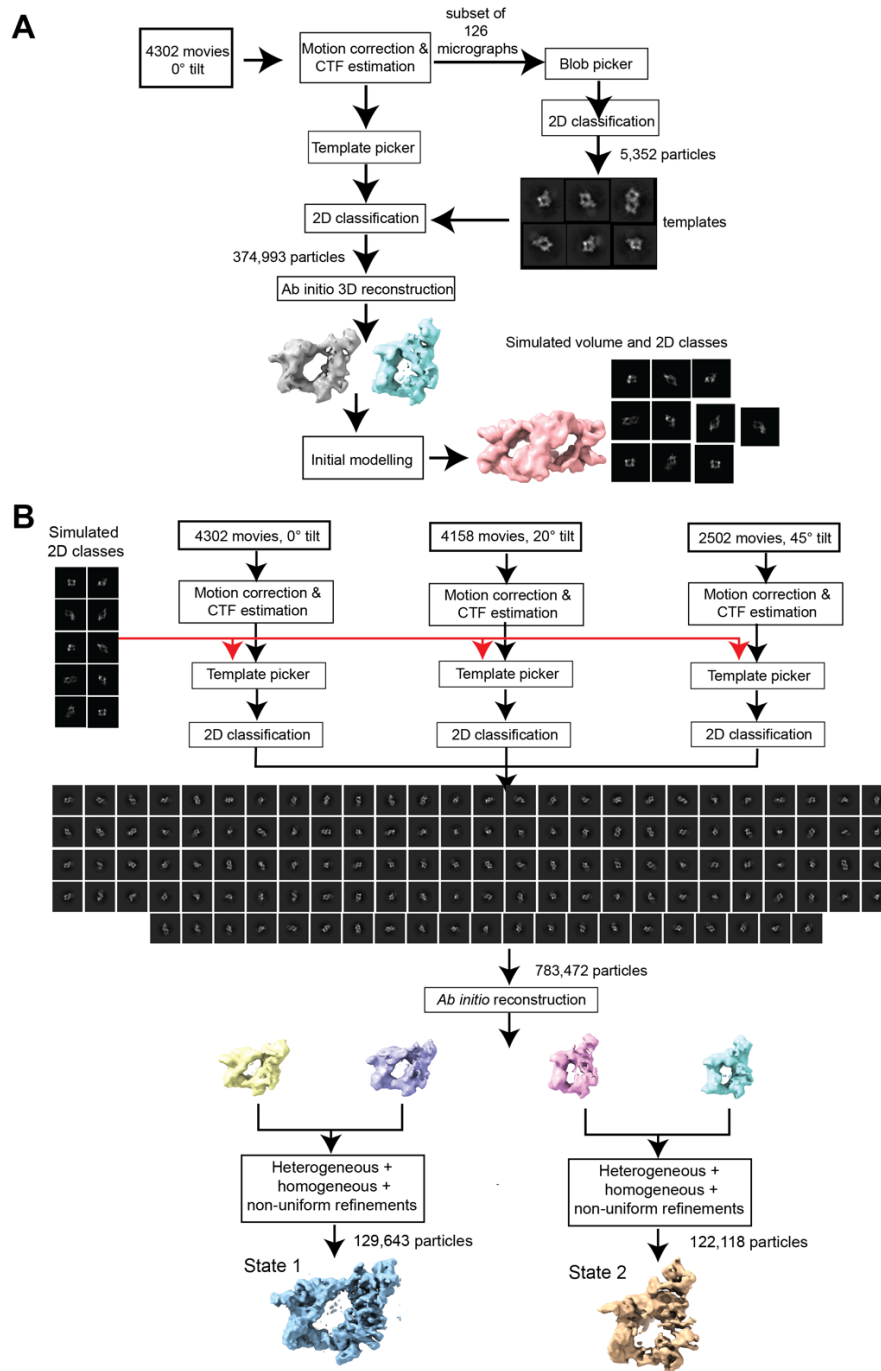 A
4302 movies
0° tilt
Motion correction &
CTF estimation
subset of
126
micrographs
Blob picker
2D classification
5,352 particles
templates
Template picker
2D classification
374,993 particles
Ab initio 3D reconstruction
Simulated volume and 2D classes
Initial modelling
B
Simulated
2D classes
4302 movies, 0° tilt
4158 movies, 20° tilt
2502 movies, 45° tilt
Motion correction &
CTF estimation
Motion correction &
CTF estimation
Motion correction &
CTF estimation
Template picker
Template picker
Template picker
2D classification
2D classification
2D classification
783,472 particles
Ab initio reconstruction
Heterogeneous +
homogeneous +
non-uniform refinements
Heterogeneous +
homogeneous +
non-uniform refinements
129,643 particles
122,118 particles
State 1
State 2